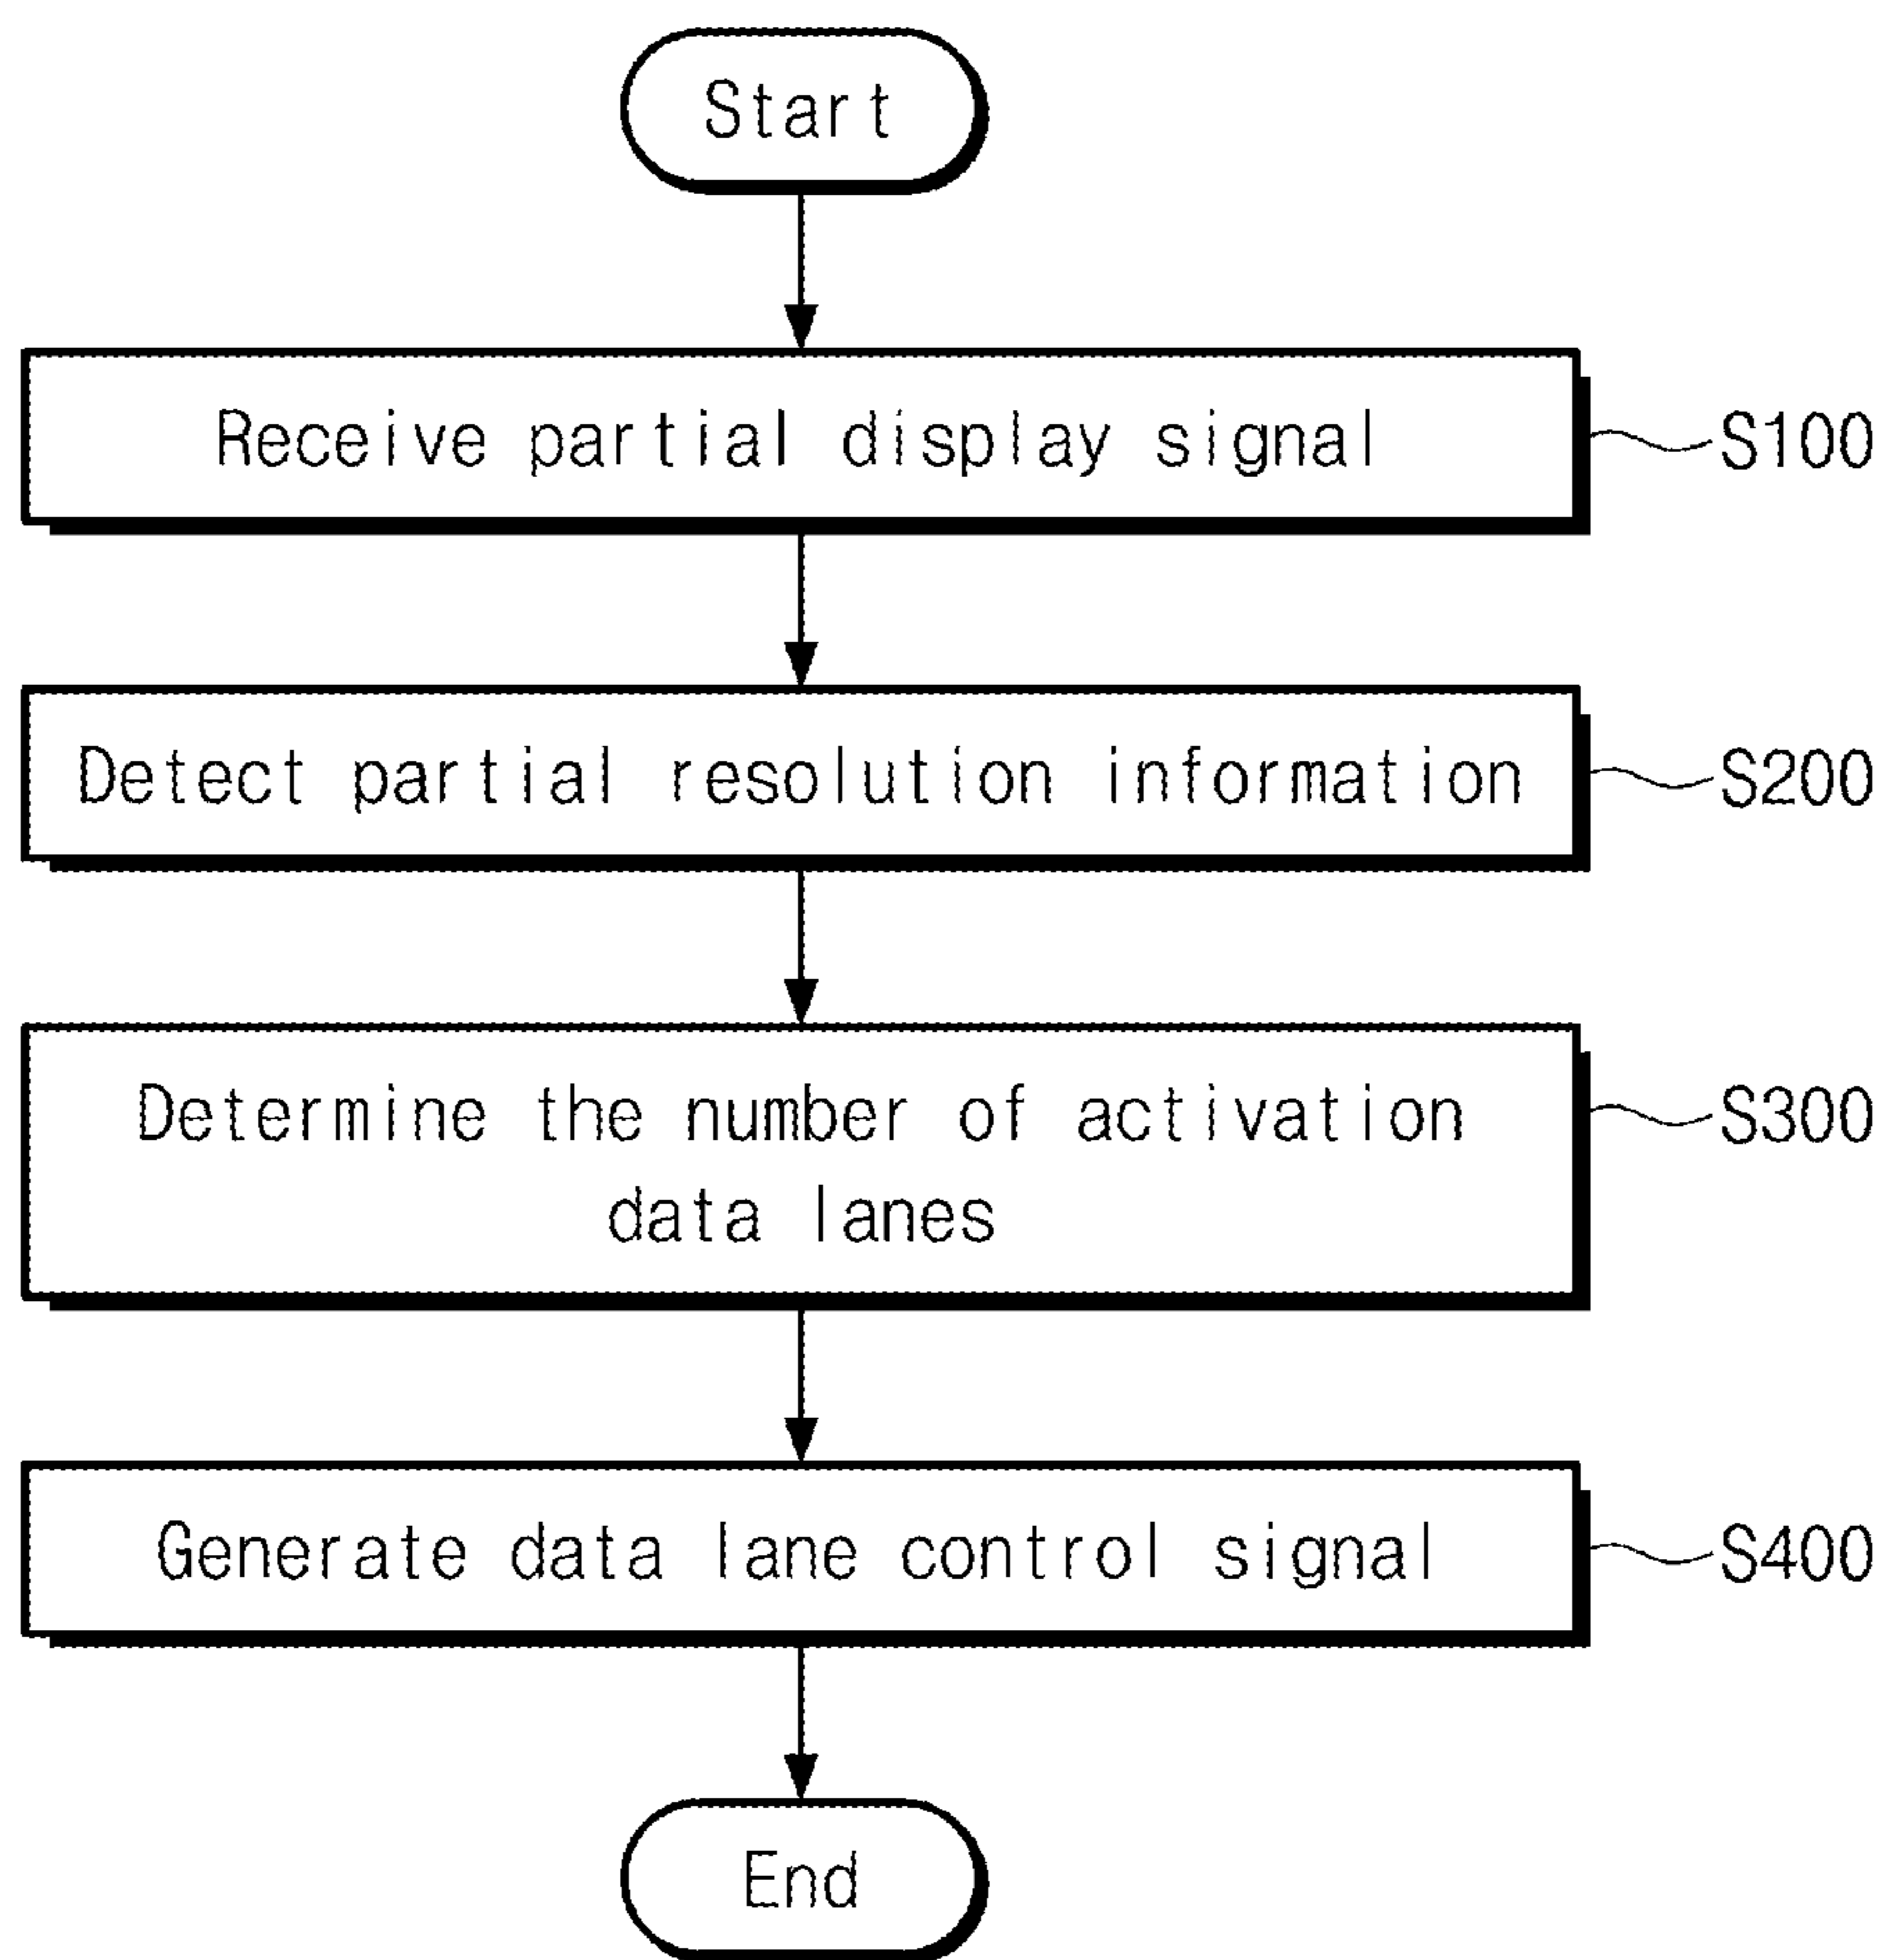 Start
Receive partial display signal
S100
Detect partial resolution information
S200
Determine the number of activation
data lanes
S300
Generate data lane control signal
S400
End